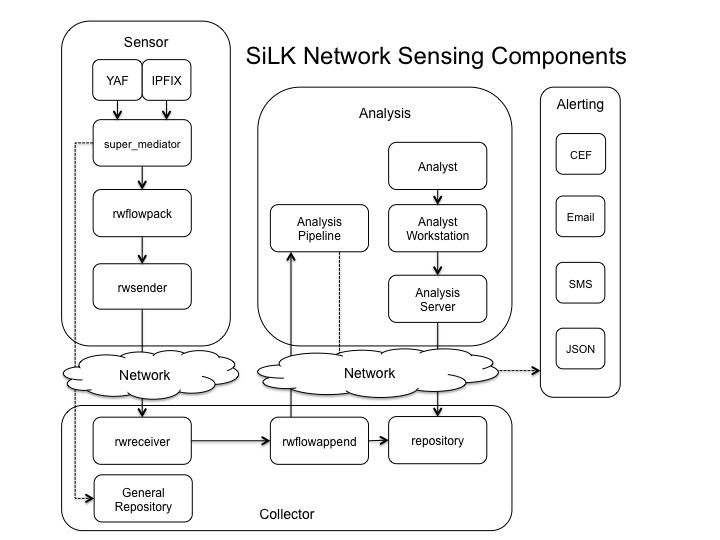 SiLK Network Sensing Components
Sensor
YAF
IPFIX
super_mediator
rwflowpack
rwsender
Network
Analysis
Analyst
Analysis
Pipeline
Analyst
Workstation
Analysis
Server
Network
Alerting
CEF
Email
SMS
JSON
rwreceiver
rwflowappend
repository
General
Repository
Collector